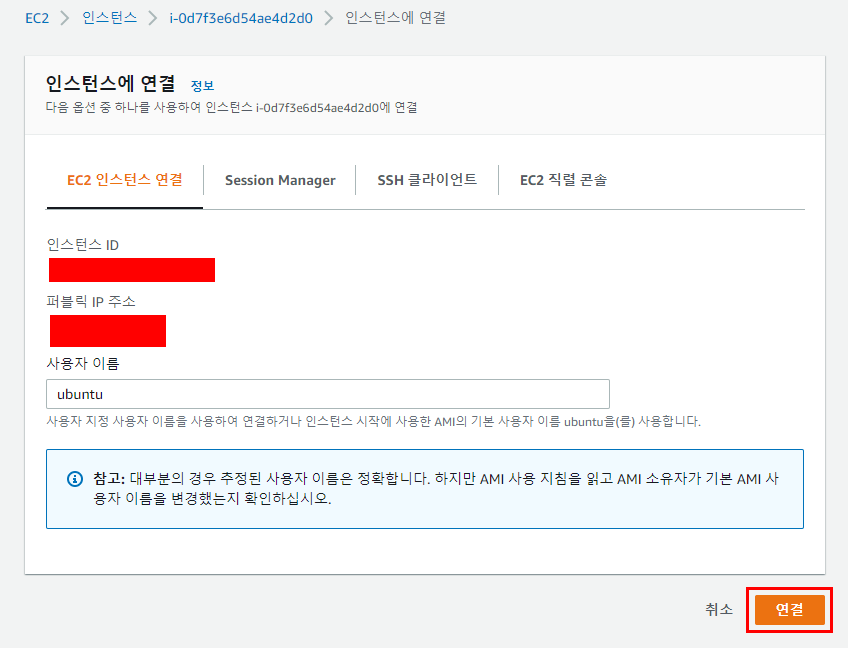 EC2 > 인스턴스 > i-0d7f3e6d54ae4d2d0 > 인스턴스에 연결
인스턴스에 연결 정보
다음 옵션 중 하나를 사용하여 인스턴스 i-0d7f3e6d54ae4d2d0에 연결
EC2 인스턴스 연결 Session Manager SSH 클라이언트 EC2 직렬 콘솔
인스턴스 ID
퍼블릭 IP 주소
사용자 이름
ubuntu
사용자 지정 사용자 이름을 사용하여 연결하거나 인스턴스 시작에 사용한 AMI의 기본 사용자 이름 ubuntu을(를) 사용합니다.
참고: 대부분의 경우 추정된 사용자 이름은 정확합니다. 하지만 AMI 사용 지침을 읽고 AMI 소유자가 기본 AMI 사
용자 이름을 변경했는지 확인하십시오.
취소 연결